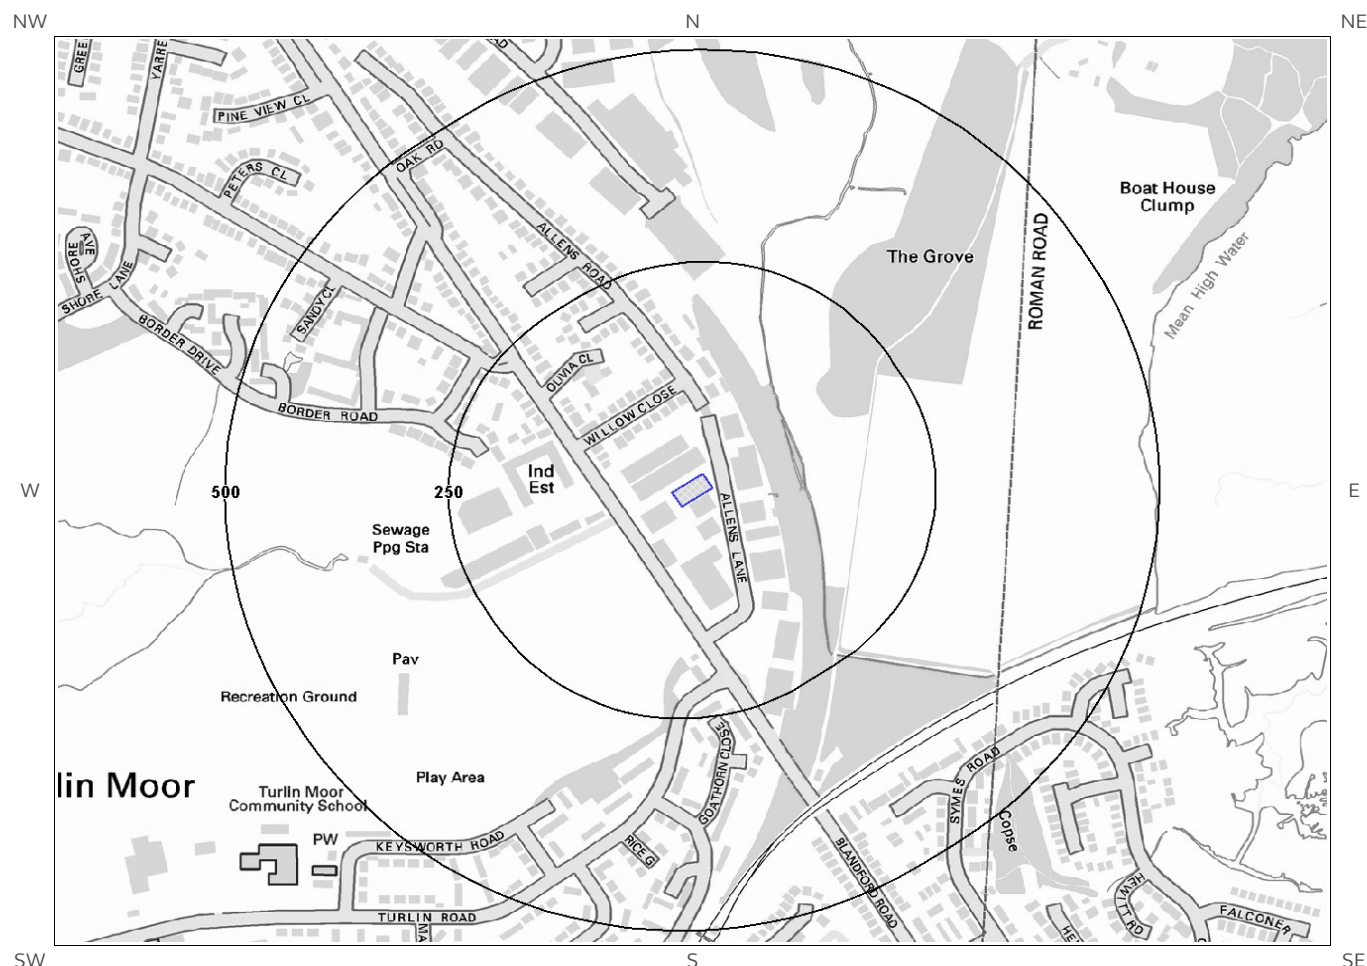 NW
N
NE
GREE
YARRE
AD
PINE VIEW CL
OAK RD
PETERS CL
Boat House
Clump
SHORE
AVE
ALLENS ROAD
The Grove
ROMAN ROAD
Mean High Water
SHORE LANE
SANDY CL
BORDER DRIVE
OLIVIA CL
BORDER ROAD
WILLOW CLOSE
Ind
Est
W
500
250
E
ALLENS LANE
Sewage
Ppg Sta
Pav
Recreation Ground
GOATHORN CLOSE
lin Moor
Play Area
SYMES ROAD
Turlin Moor
Community School
PW
KEYSWORTH ROAD
RICE G
BLANDFORD ROAD
Copse
HEWITT RD
TURLIN ROAD
MA
HE
FALCONER
SW
S
SE